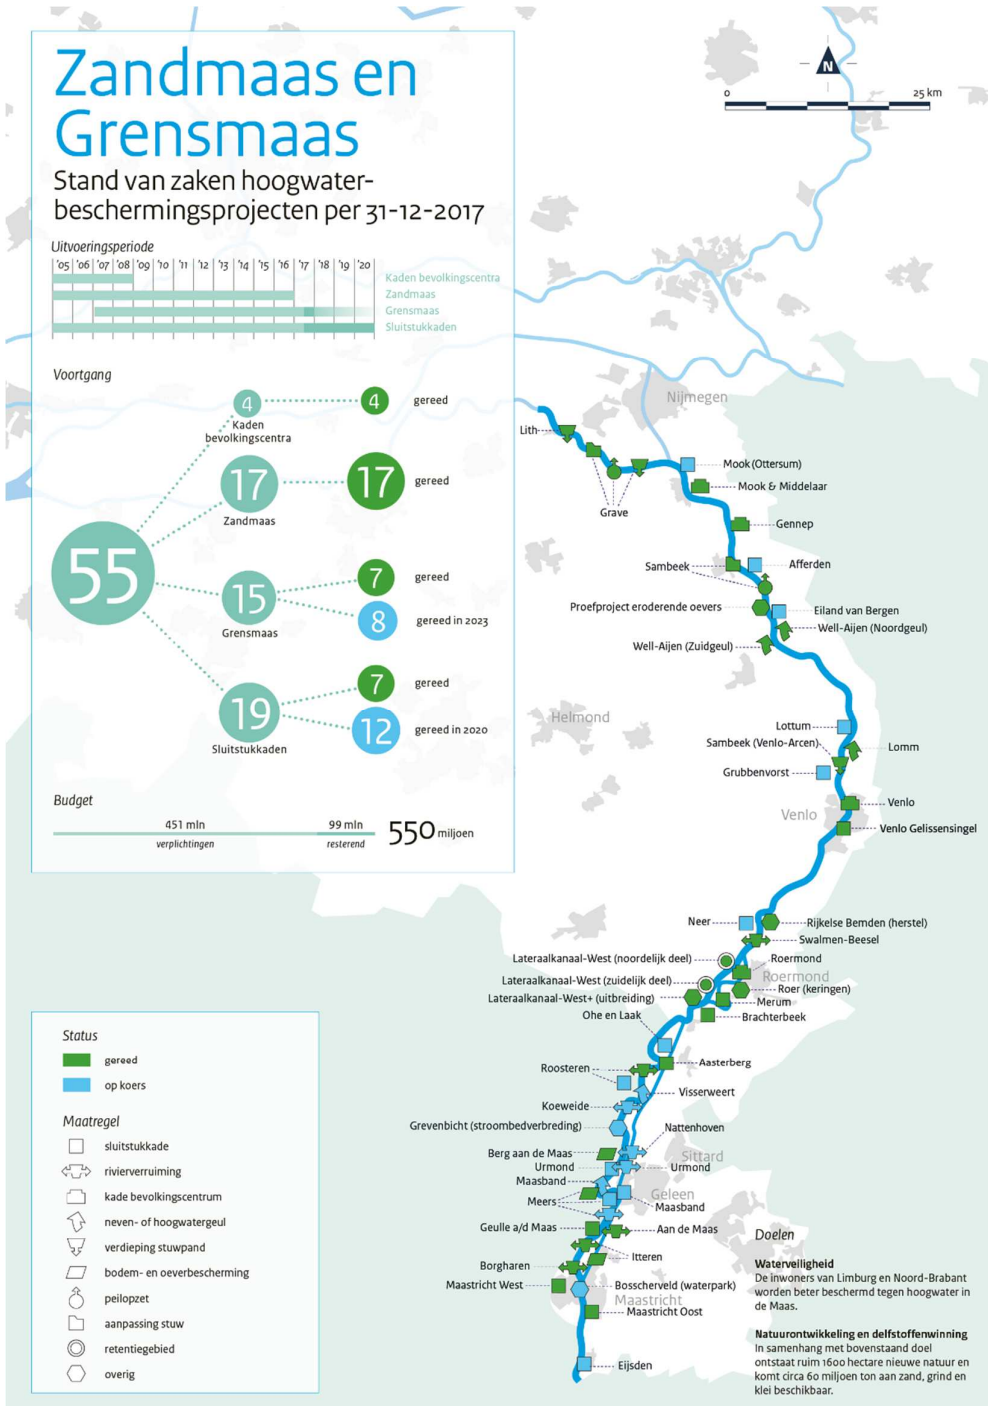 Zandmaas en
Grensmaas
Stand van zaken hoogwater-
beschermingsprojecten per 31-12-2017
Uitvoeringsperiode
'05 '06 '07 '08 '09 '10 '11 '12 '13 '14 '15 '16 '17 '18 '19 '20
Kaden bevolkingscentra
Zandmaas
Grensmaas
Sluitstukkaden
Voortgang
55
4
Kaden
bevolkingscentra
4 gereed
17
Zandmaas
17 gereed
15
Grensmaas
7 gereed
8 gereed in 2023
19
Sluitstukkaden
7 gereed
12 gereed in 2020
Budget
451 mln
verplichtingen
99 mln
resterend
550 miljoen
N
0 25 km
Nijmegen
Lith
Mook (Ottersum)
Mook & Middelaar
Grave
Gennep
Sambeek
Afferden
Proefproject eroderende oevers
Eiland van Bergen
Well-Aijen (Noordgeul)
Well-Aijen (Zuidgeul)
Helmond
Lottum
Sambeek (Venlo-Arcen)
Lomm
Grubbenvorst
Venlo
Venlo
Venlo Gelissensingel
Neer
Rijkelse Bemden (herstel)
Swalmen-Beesel
Lateraalkanaal-West (noordelijk deel)
Roermond
Roermond
Lateraalkanaal-West (zuidelijk deel)
Roer (keringen)
Lateraalkanaal-West+ (uitbreiding)
Merum
Ohe en Laak
Brachterbeek
Aasterberg
Roosteren
Visserweert
Koeweide
Grevenbicht (stroombedverbreding)
Nattenhoven
Berg aan de Maas
Sittard
Urmond
Urmond
Maasband
Geleen
Meers
Maasband
Geulle a/d Maas
Aan de Maas
Itteren
Borgharen
Maastricht West
Bosscherveld (waterpark)
Maastricht
Maastricht Oost
Eijsden
Status
gereed
op koers
Maatregel
sluitstukkade
rivierverruiming
kade bevolkingscentrum
neven- of hoogwatergeul
verdieping stuwpand
bodem- en oeverbescherming
peilopzet
aanpassing stuw
retentiegebied
overig
Doelen
Waterveiligheid
De inwoners van Limburg en Noord-Brabant
worden beter beschermd tegen hoogwater in
de Maas.
Natuurontwikkeling en delfstoffenwinning
In samenhang met bovenstaand doel
ontstaat ruim 1600 hectare nieuwe natuur en
komt circa 60 miljoen ton aan zand, grind en
klei beschikbaar.